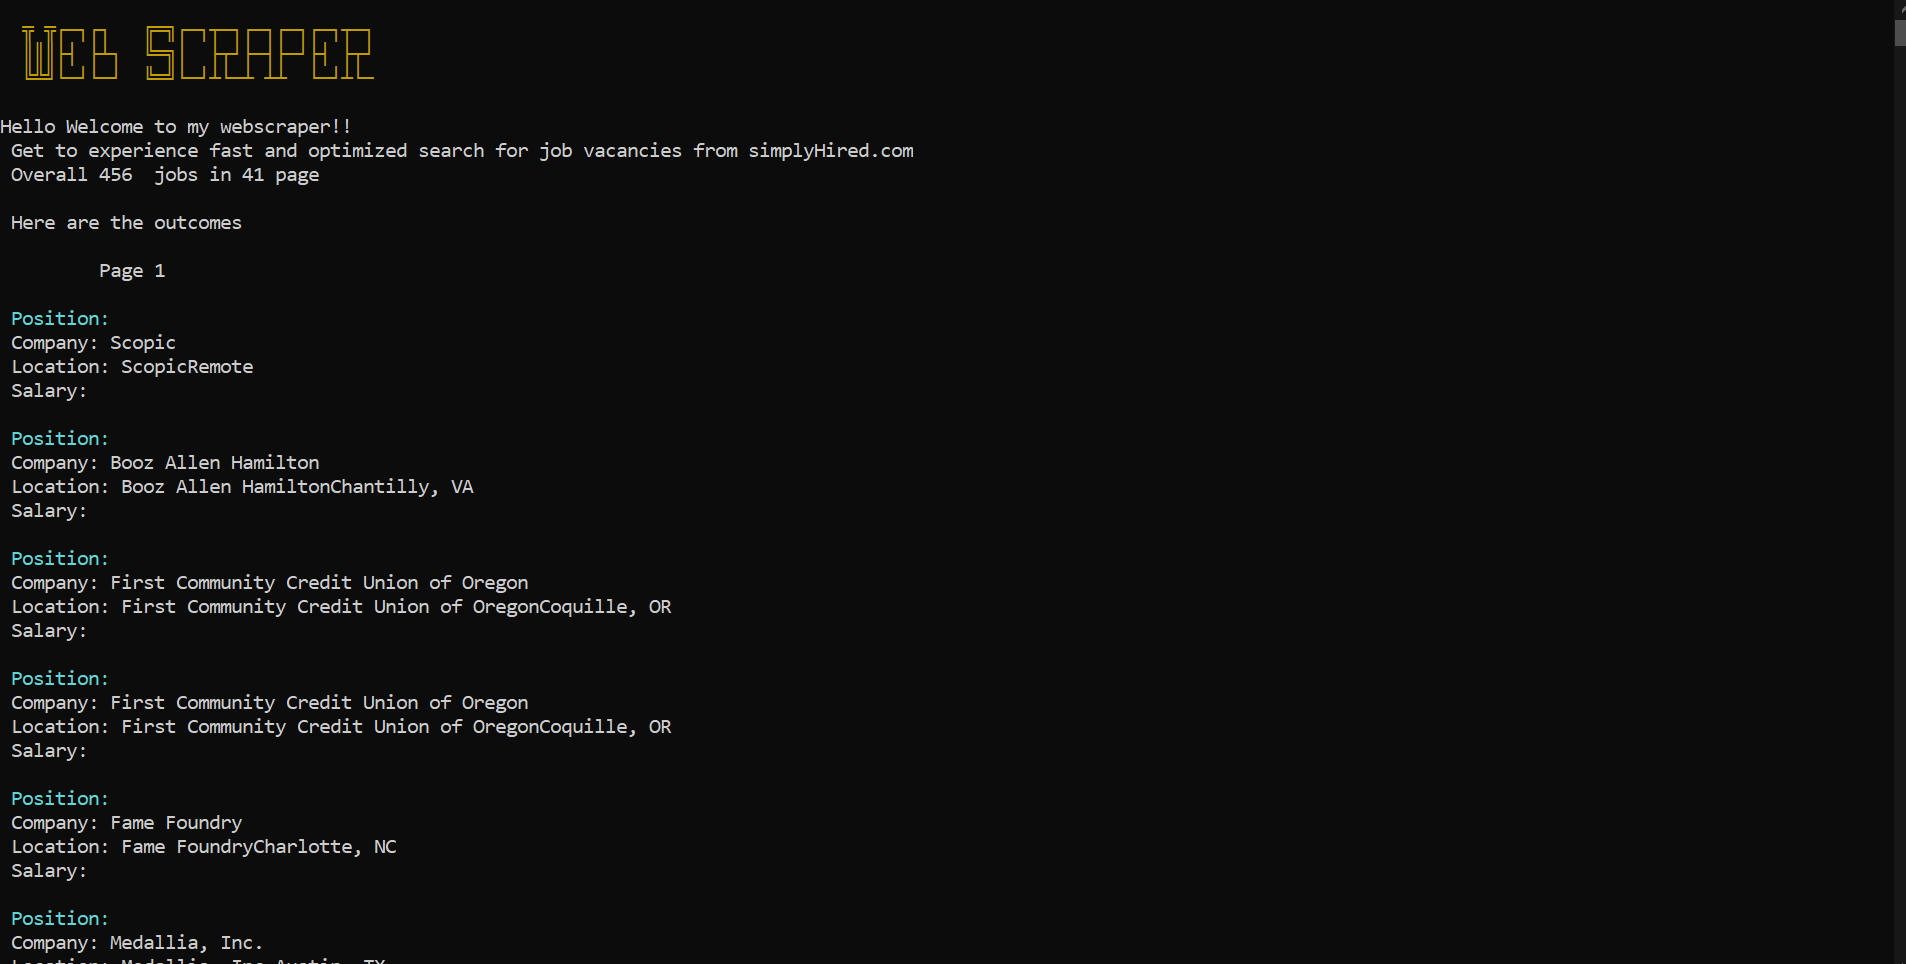 Web Scraper
Hello Welcome to my webscraper!!
Get to experience fast and optimized search for job vacancies from simplyHired.com
Overall 456  jobs in 41 page
Here are the outcomes
Page 1
Position:
Company: Scopic
Location: ScopicRemote
Salary:
Position:
Company: Booz Allen Hamilton
Location: Booz Allen HamiltonChantilly, VA
Salary:
Position:
Company: First Community Credit Union of Oregon
Location: First Community Credit Union of OregonCoquille, OR
Salary:
Position:
Company: First Community Credit Union of Oregon
Location: First Community Credit Union of OregonCoquille, OR
Salary:
Position:
Company: Fame Foundry
Location: Fame FoundryCharlotte, NC
Salary:
Position:
Company: Medallia, Inc.
Location: Medallia, Inc.Austin, TX